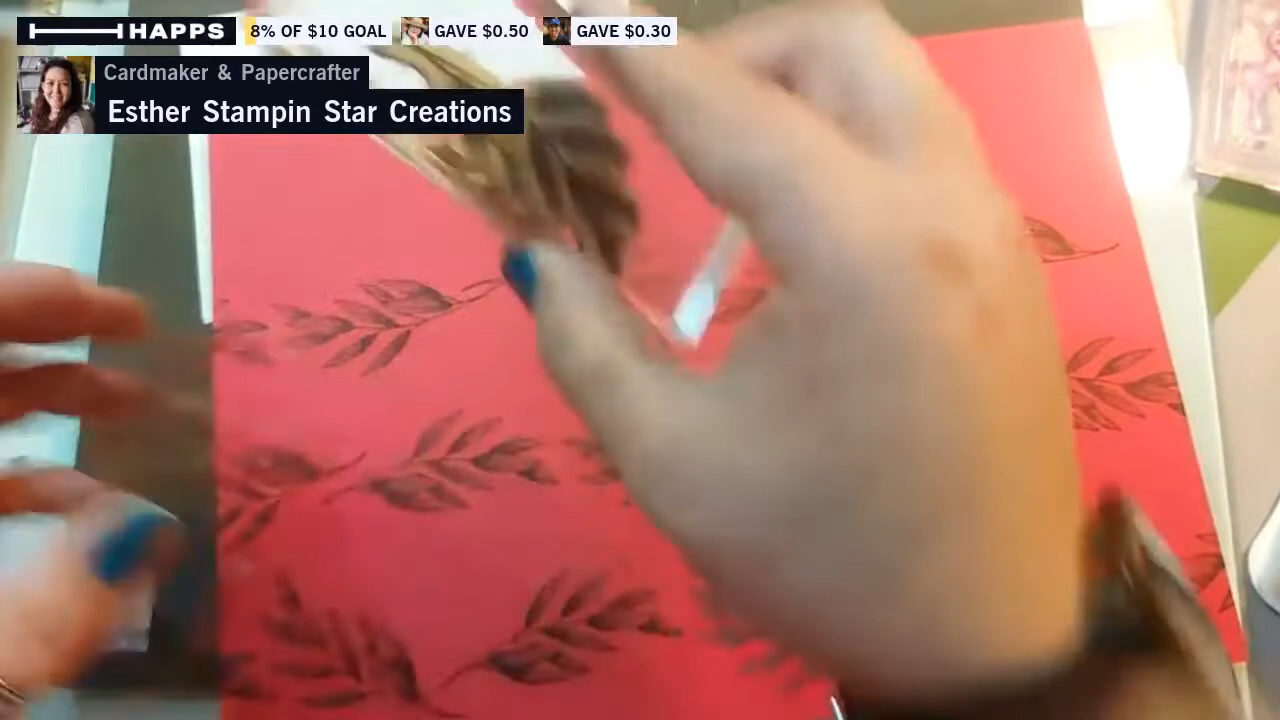 HAPPS 8% OF $10 GOAL GAVE $0.50 GAVE $0.30
Cardmaker & Papercrafter
Esther Stampin Star Creations